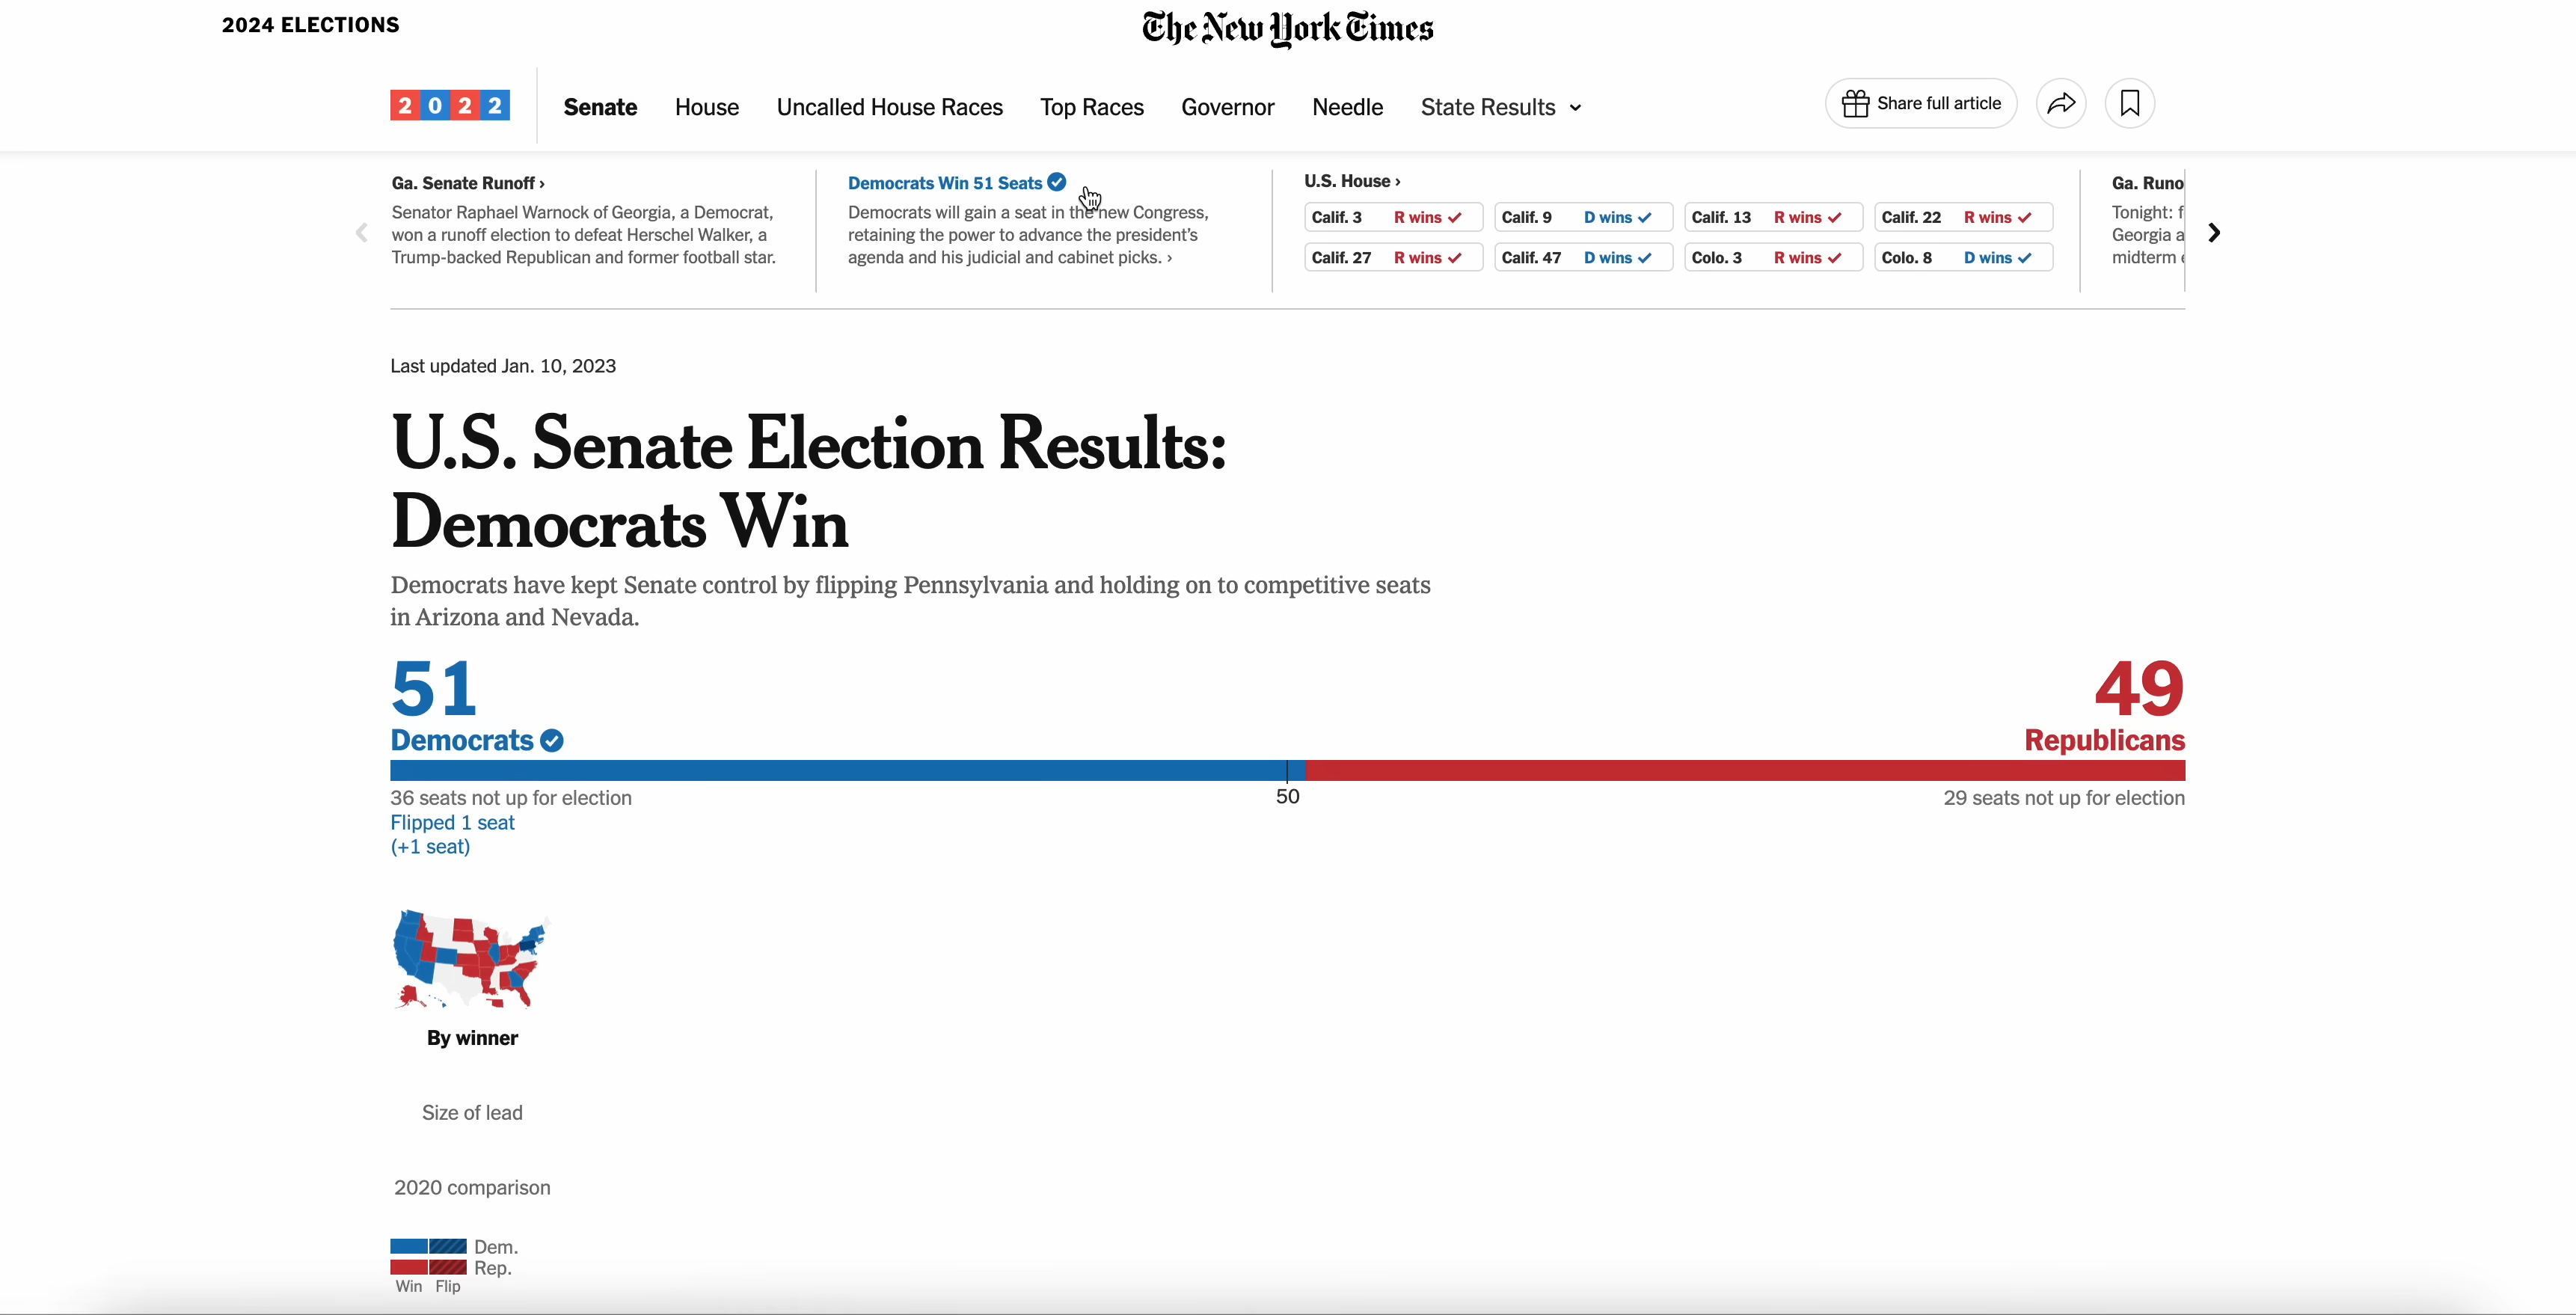 2024 ELECTIONS
The New York Times
2022
Senate House Uncalled House Races Top Races Governor Needle State Results
Share full article
Ga. Senate Runoff ›
Senator Raphael Warnock of Georgia, a Democrat,
won a runoff election to defeat Herschel Walker, a
Trump-backed Republican and former football star.
Democrats Win 51 Seats
Democrats will gain a seat in the new Congress,
retaining the power to advance the president's
agenda and his judicial and cabinet picks. ›
U.S. House ›
Calif. 3 R wins Calif. 9 D wins Calif. 13 R wins Calif. 22 R wins
Calif. 27 R wins Calif. 47 D wins Colo. 3 R wins Colo. 8 D wins
Ga. Runo
Tonight: f
Georgia a
midterm
Last updated Jan. 10, 2023
U.S. Senate Election Results:
Democrats Win
Democrats have kept Senate control by flipping Pennsylvania and holding on to competitive seats
in Arizona and Nevada.
51 49
Democrats Republicans
36 seats not up for election 50 29 seats not up for election
Flipped 1 seat
(+1 seat)
By winner
Size of lead
2020 comparison
Dem.
Rep.
Win Flip